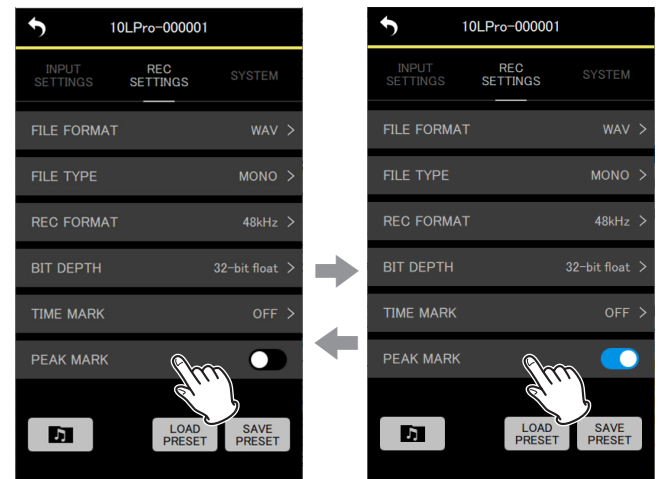 10LPro-000001
INPUT
SETTINGS
REC
SETTINGS
SYSTEM
FILE FORMAT WAV >
FILE TYPE MONO >
REC FORMAT 48kHz >
BIT DEPTH 32-bit float >
TIME MARK OFF >
PEAK MARK
LOAD
PRESET
SAVE
PRESET
10LPro-000001
INPUT
SETTINGS
REC
SETTINGS
SYSTEM
FILE FORMAT WAV >
FILE TYPE MONO >
REC FORMAT 48kHz >
BIT DEPTH 32-bit float >
TIME MARK OFF >
PEAK MARK
LOAD
PRESET
SAVE
PRESET